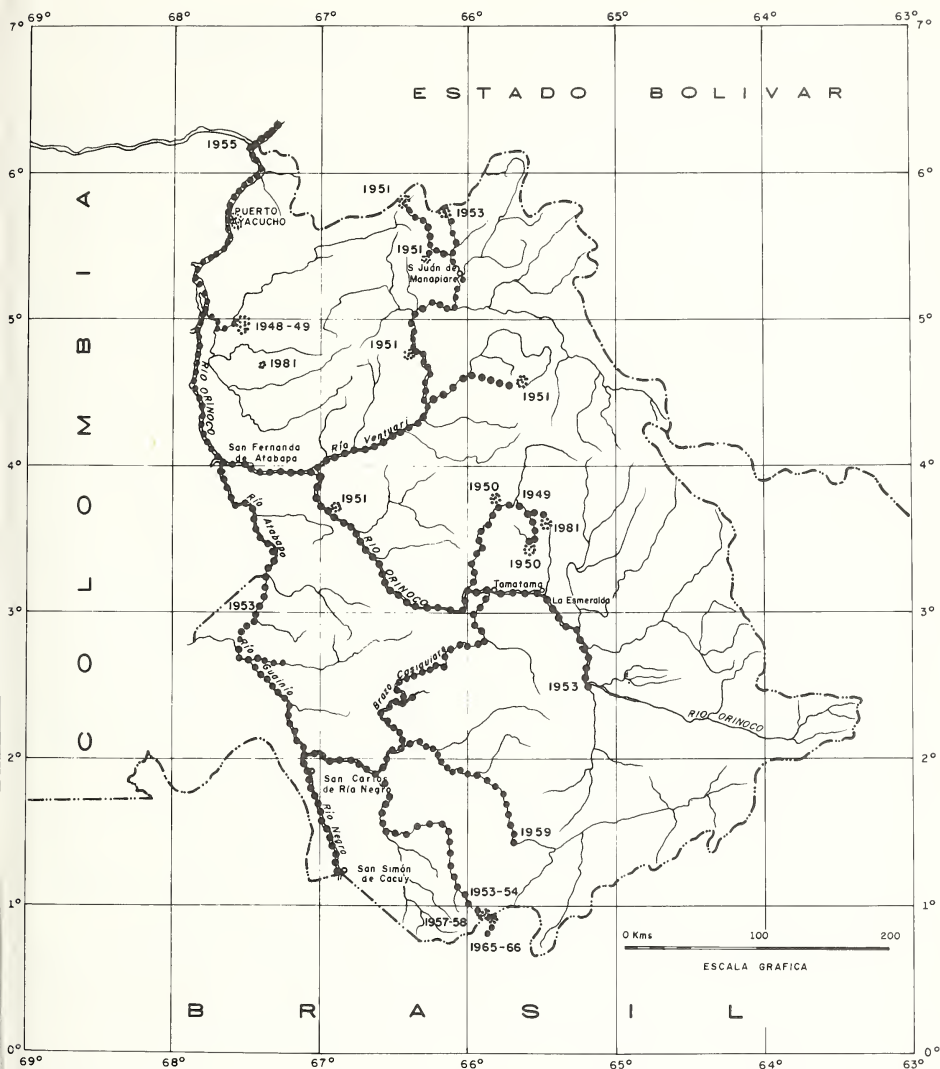 69° 68° 67° 66° 65° 64° 63°
7° 7°
ESTADO BOLIVAR
1955
6° 6°
1951
1953
PUERTO
AYACUCHO
1951
S Juán de
Manapiare
COLOMBIA
5° 5°
1948-49
1951
1981
1951
RIO ORINOCO
Río Ventuari
San Fernando
de Atabapo
4° 4°
1950
1949
1951
1981
Río Atabapo
1950
RIO ORINOCO
Tamatama
La Esmeralda
3° 3°
1953
Río Guainía
Brazo Casiquiare
1953
RIO ORINOCO
2° 2°
San Carlos
de Ría Negro
1959
Río Negro
San Simón
de Cacuy
1953-54
1° 1°
1957-58
1965-66
0 Kms 100 200
ESCALA GRAFICA
BRASIL
0° 0°
69° 68° 67° 66° 65° 64° 63°